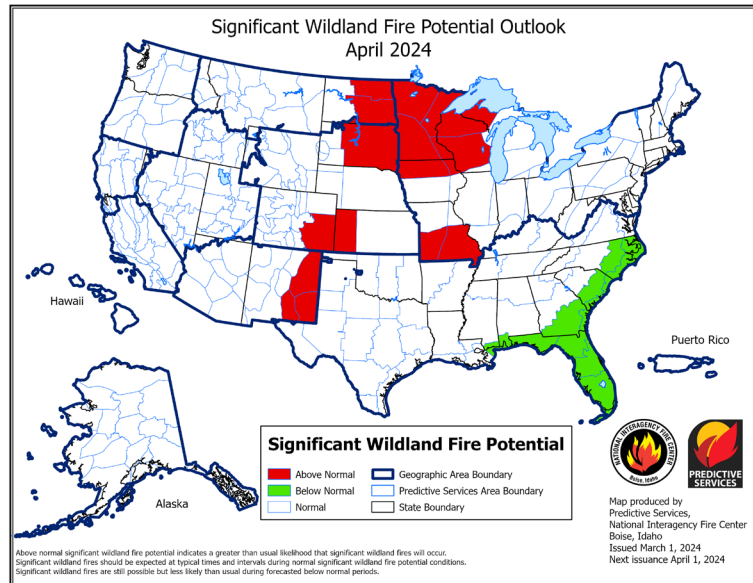 Significant Wildland Fire Potential Outlook
April 2024
Hawaii
Puerto Rico
Alaska
Significant Wildland Fire Potential
Above Normal
Geographic Area Boundary
Below Normal
Predictive Services Area Boundary
Normal
State Boundary
NATIONAL INTERAGENCY FIRE CENTER
Boise, Idaho
PREDICTIVE
SERVICES
Map produced by
Predictive Services,
National Interagency Fire Center
Boise, Idaho
Issued March 1, 2024
Next issuance April 1, 2024
Above normal significant wildland fire potential indicates a greater than usual likelihood that significant wildland fires will occur.
Significant wildland fires should be expected at typical times and intervals during normal significant wildland fire potential conditions.
Significant wildland fires are still possible but less likely than usual during forecasted below normal periods.